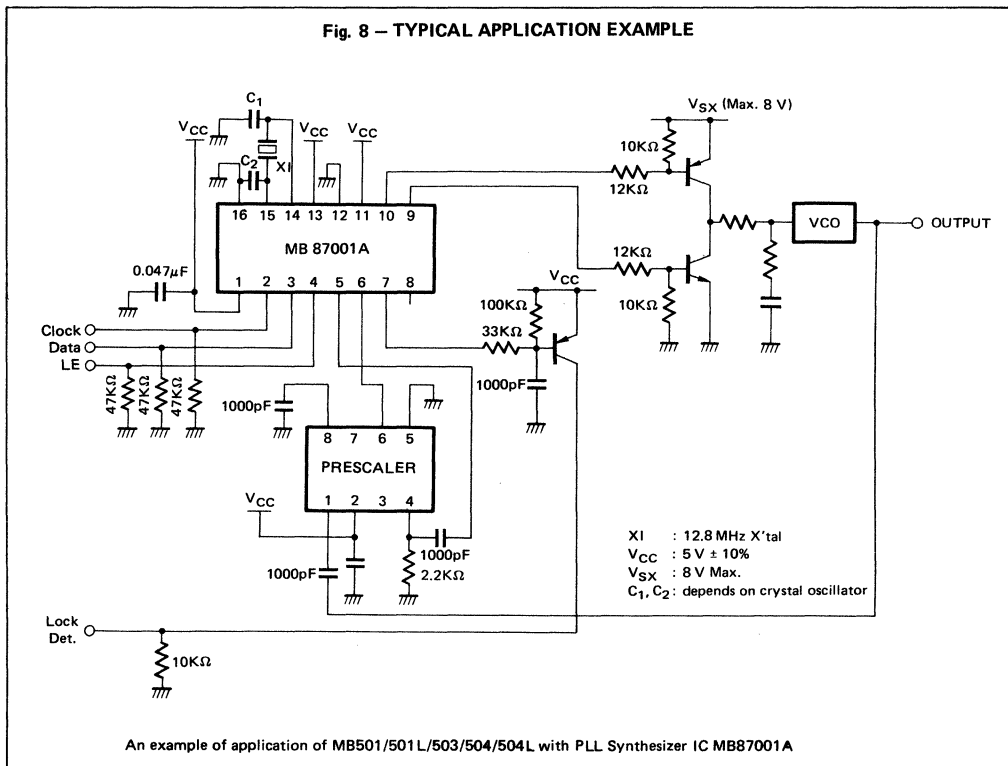 Fig. 8 – TYPICAL APPLICATION EXAMPLE
C1
VCC
VCC
VCC
VSX (Max. 8 V)
10KΩ
C2
XI
12KΩ
16 15 14 13 12 11 10 9
MB 87001A
1 2 3 4 5 6 7 8
VCO
OUTPUT
0.047μF
12KΩ
10KΩ
VCC
100KΩ
33KΩ
1000pF
Clock
Data
LE
47KΩ
47KΩ
47KΩ
1000pF
8 7 6 5
PRESCALER
1 2 3 4
VCC
1000pF
1000pF
2.2KΩ
XI : 12.8 MHz X'tal
VCC : 5 V ± 10%
VSX : 8 V Max.
C1, C2 : depends on crystal oscillator
Lock
Det.
10KΩ
An example of application of MB501/501L/503/504/504L with PLL Synthesizer IC MB87001A